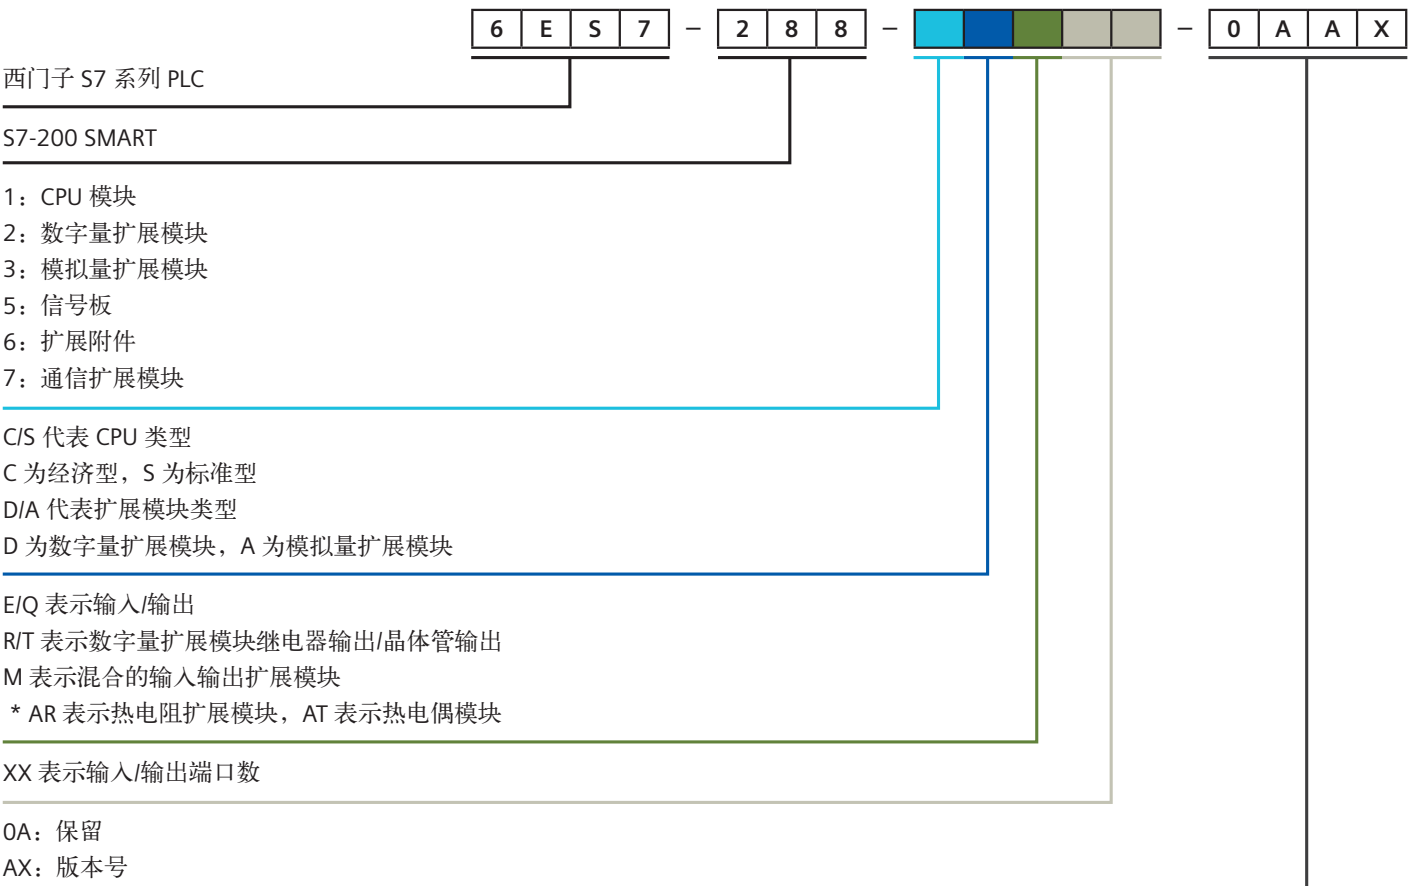 6ES7 – 288 – – 0AAX
西门子 S7 系列 PLC
S7-200 SMART
1：CPU 模块
2：数字量扩展模块
3：模拟量扩展模块
5：信号板
6：扩展附件
7：通信扩展模块
C/S 代表 CPU 类型
C 为经济型，S 为标准型
D/A 代表扩展模块类型
D 为数字量扩展模块，A 为模拟量扩展模块
E/Q 表示输入/输出
R/T 表示数字量扩展模块继电器输出/晶体管输出
M 表示混合的输入输出扩展模块
* AR 表示热电阻扩展模块，AT 表示热电偶模块
XX 表示输入/输出端口数
0A：保留
AX：版本号